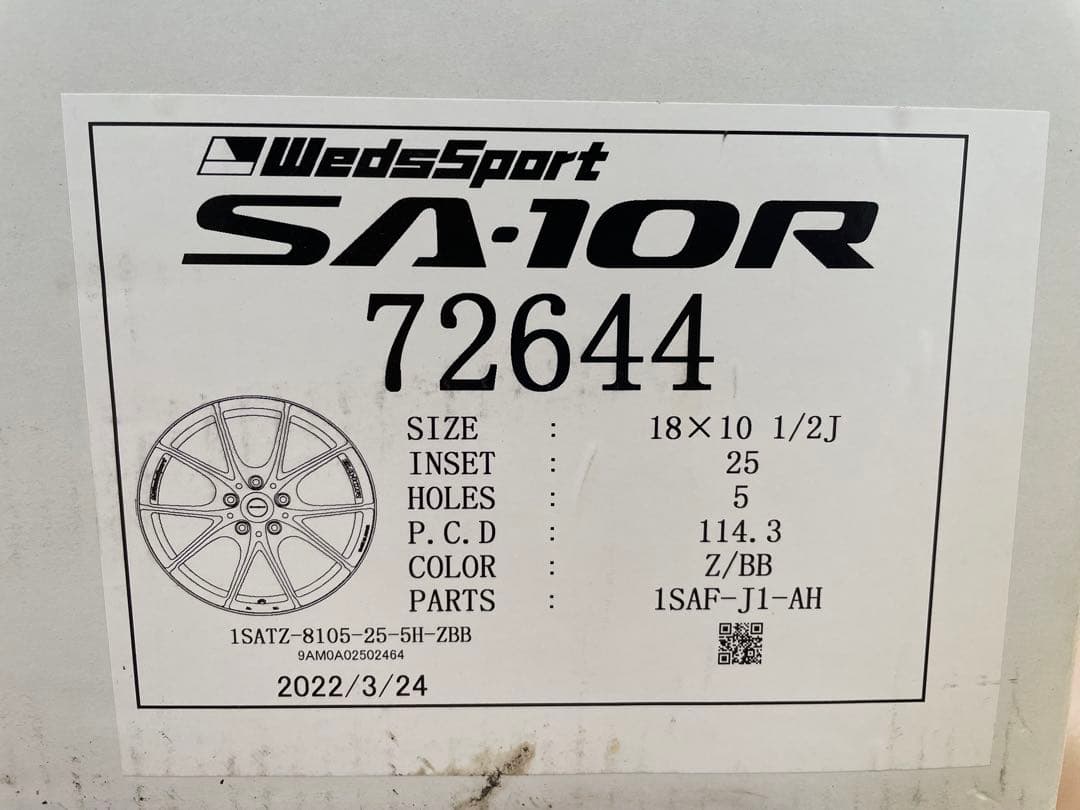 WedsSport
SA-10R
72644
SIZE : 18×10 1/2J
INSET : 25
HOLES : 5
P.C.D : 114.3
COLOR : Z/BB
PARTS : 1SAF-J1-AH
1SATZ-8105-25-5H-ZBB
9AM0A02502464
2022/3/24